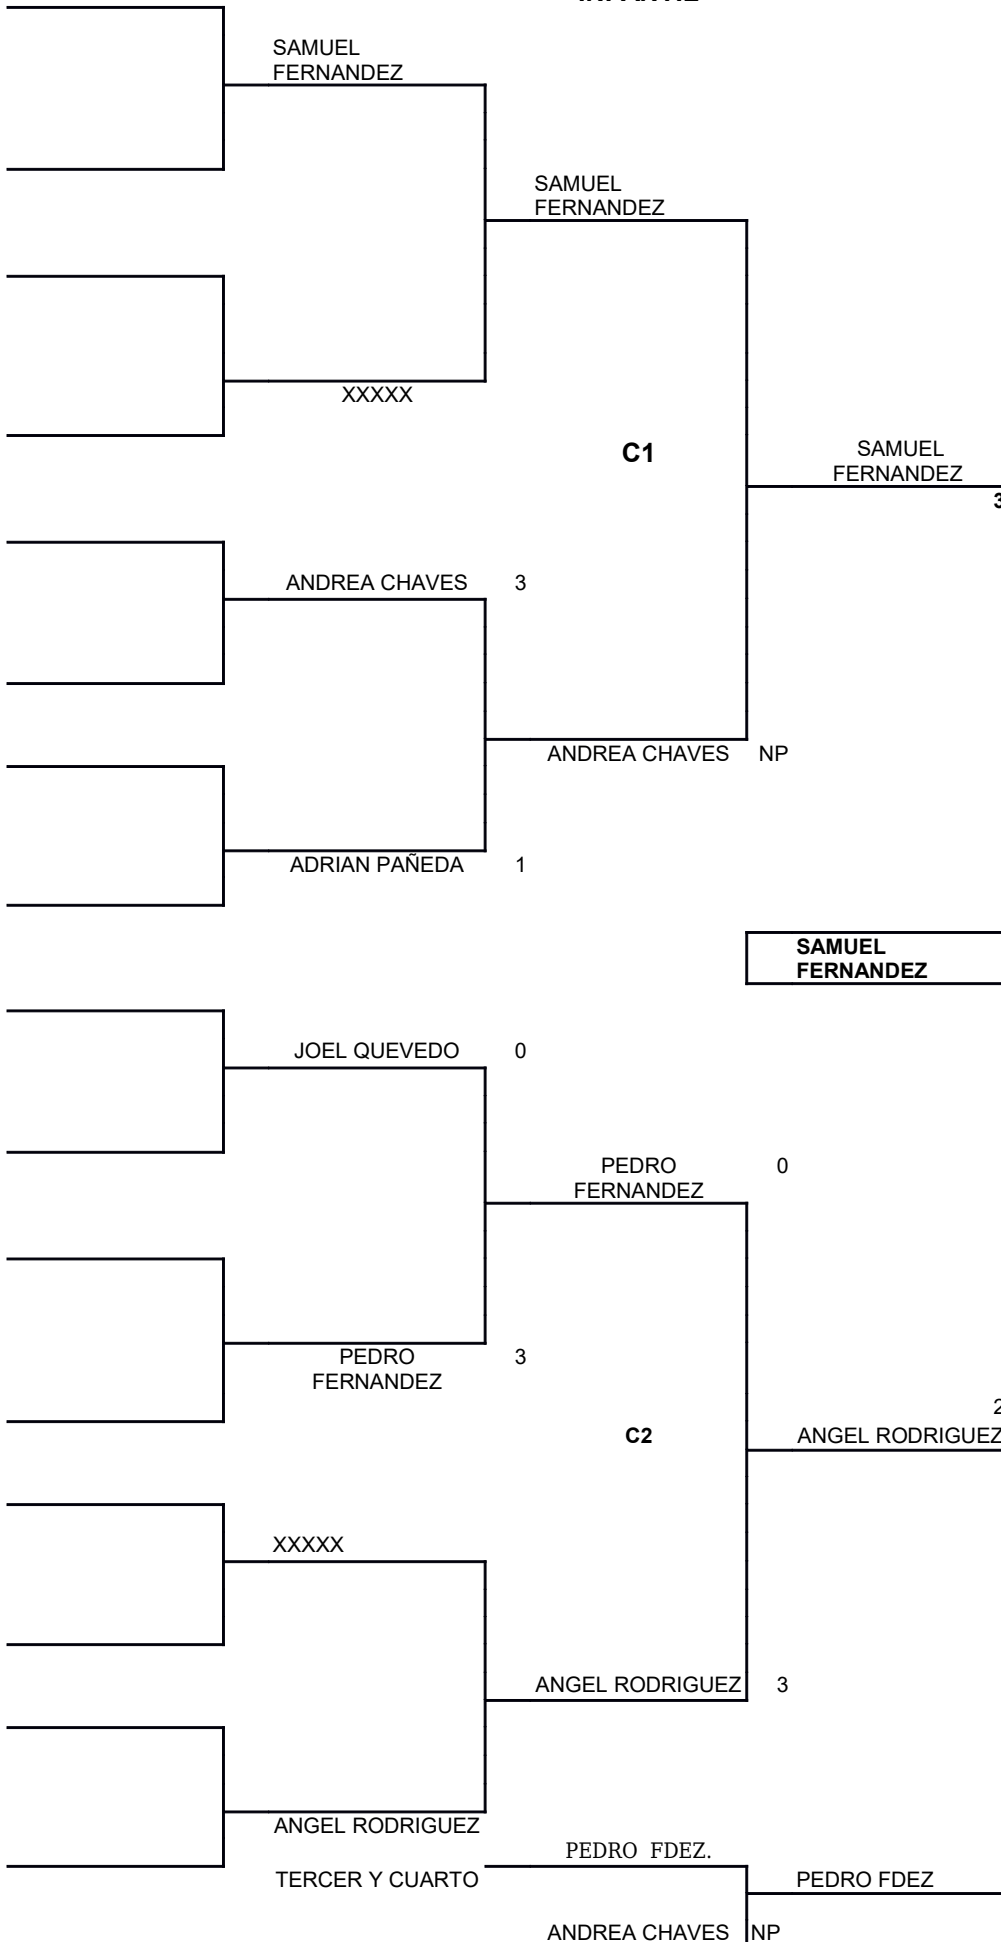 SAMUEL
FERNANDEZ
SAMUEL
FERNANDEZ
XXXXX
C1
SAMUEL
FERNANDEZ
3
ANDREA CHAVES 3
ANDREA CHAVES NP
ADRIAN PAÑEDA 1
SAMUEL
FERNANDEZ
JOEL QUEVEDO 0
PEDRO 0
FERNANDEZ
PEDRO 3
FERNANDEZ
2
C2
ANGEL RODRIGUEZ
XXXXX
ANGEL RODRIGUEZ 3
ANGEL RODRIGUEZ
PEDRO FDEZ.
TERCER Y CUARTO
PEDRO FDEZ
ANDREA CHAVES NP